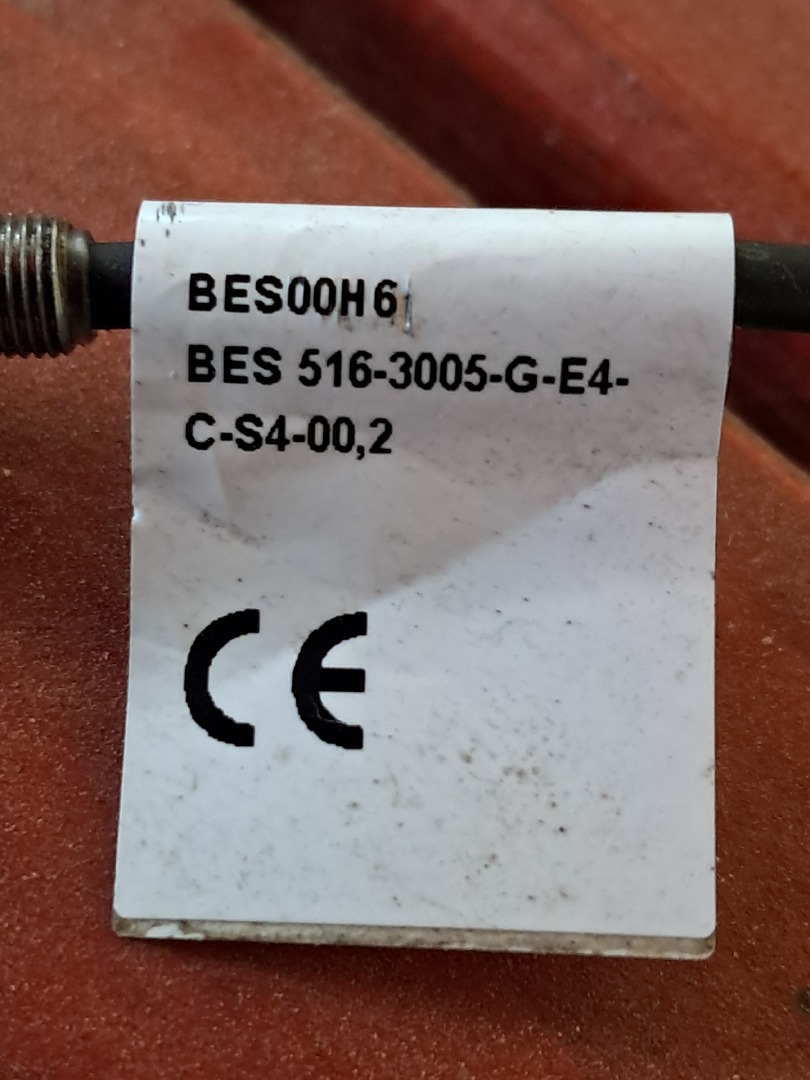 BES00H6
BES 516-3005-G-E4-
C-S4-00,2
CE